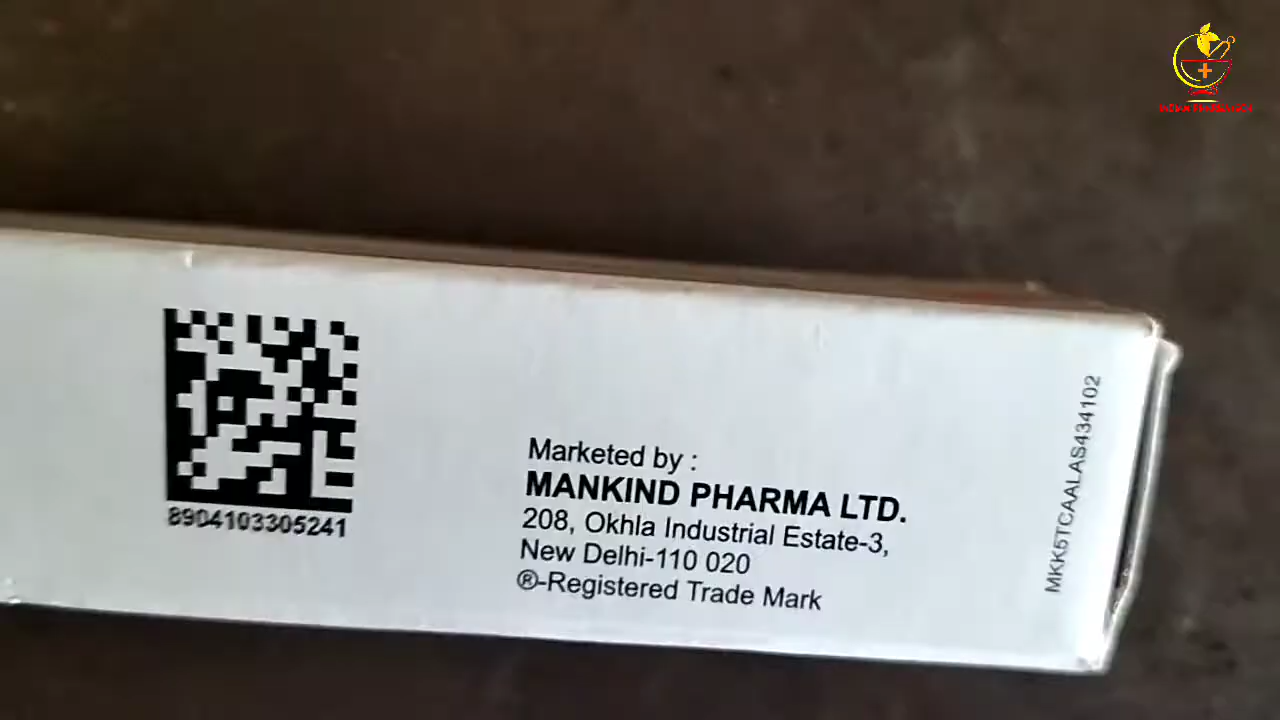 8904103305241
Marketed by :
MANKIND PHARMA LTD.
208, Okhla Industrial Estate-3,
New Delhi-110 020
®-Registered Trade Mark
MKK5TCAALAS434102